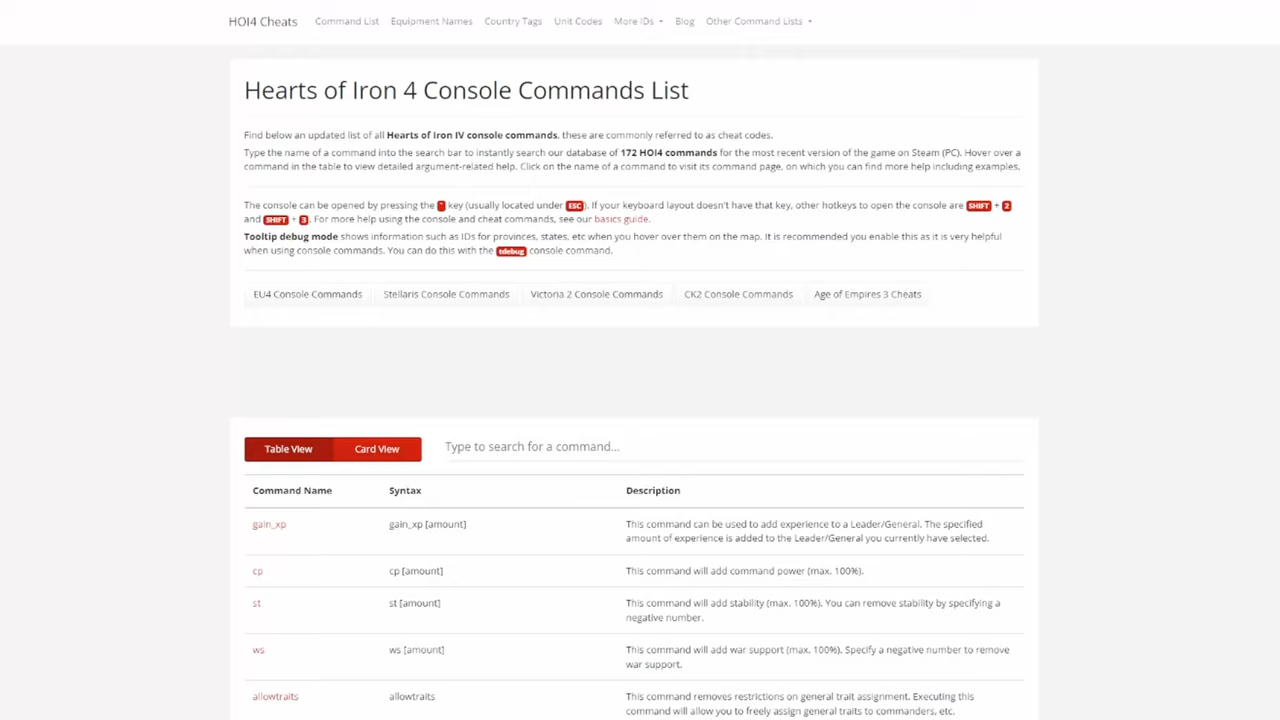 HOI4 Cheats Command List Equipment Names Country Tags Unit Codes More IDs Blog Other Command Lists
Hearts of Iron 4 Console Commands List
Find below an updated list of all Hearts of Iron IV console commands, these are commonly referred to as cheat codes.
Type the name of a command into the search bar to instantly search our database of 172 HOI4 commands for the most recent version of the game on Steam (PC). Hover over a
command in the table to view detailed argument-related help. Click on the name of a command to visit its command page, on which you can find more help including examples.
The console can be opened by pressing the ` key (usually located under ESC). If your keyboard layout doesn't have that key, other hotkeys to open the console are SHIFT + 2
and SHIFT + 3. For more help using the console and cheat commands, see our basics guide.
Tooltip debug mode shows information such as IDs for provinces, states, etc when you hover over them on the map. It is recommended you enable this as it is very helpful
when using console commands. You can do this with the tdebug console command.
EU4 Console Commands Stellaris Console Commands Victoria 2 Console Commands CK2 Console Commands Age of Empires 3 Cheats
Table View Card View Type to search for a command...
Command Name Syntax Description
gain_xp gain_xp [amount] This command can be used to add experience to a Leader/General. The specified
amount of experience is added to the Leader/General you currently have selected.
cp cp [amount] This command will add command power (max. 100%).
st st [amount] This command will add stability (max. 100%). You can remove stability by specifying a
negative number.
ws ws [amount] This command will add war support (max. 100%). Specify a negative number to remove
war support.
allowtraits allowtraits This command removes restrictions on general trait assignment. Executing this
command will allow you to freely assign general traits to commanders, etc.